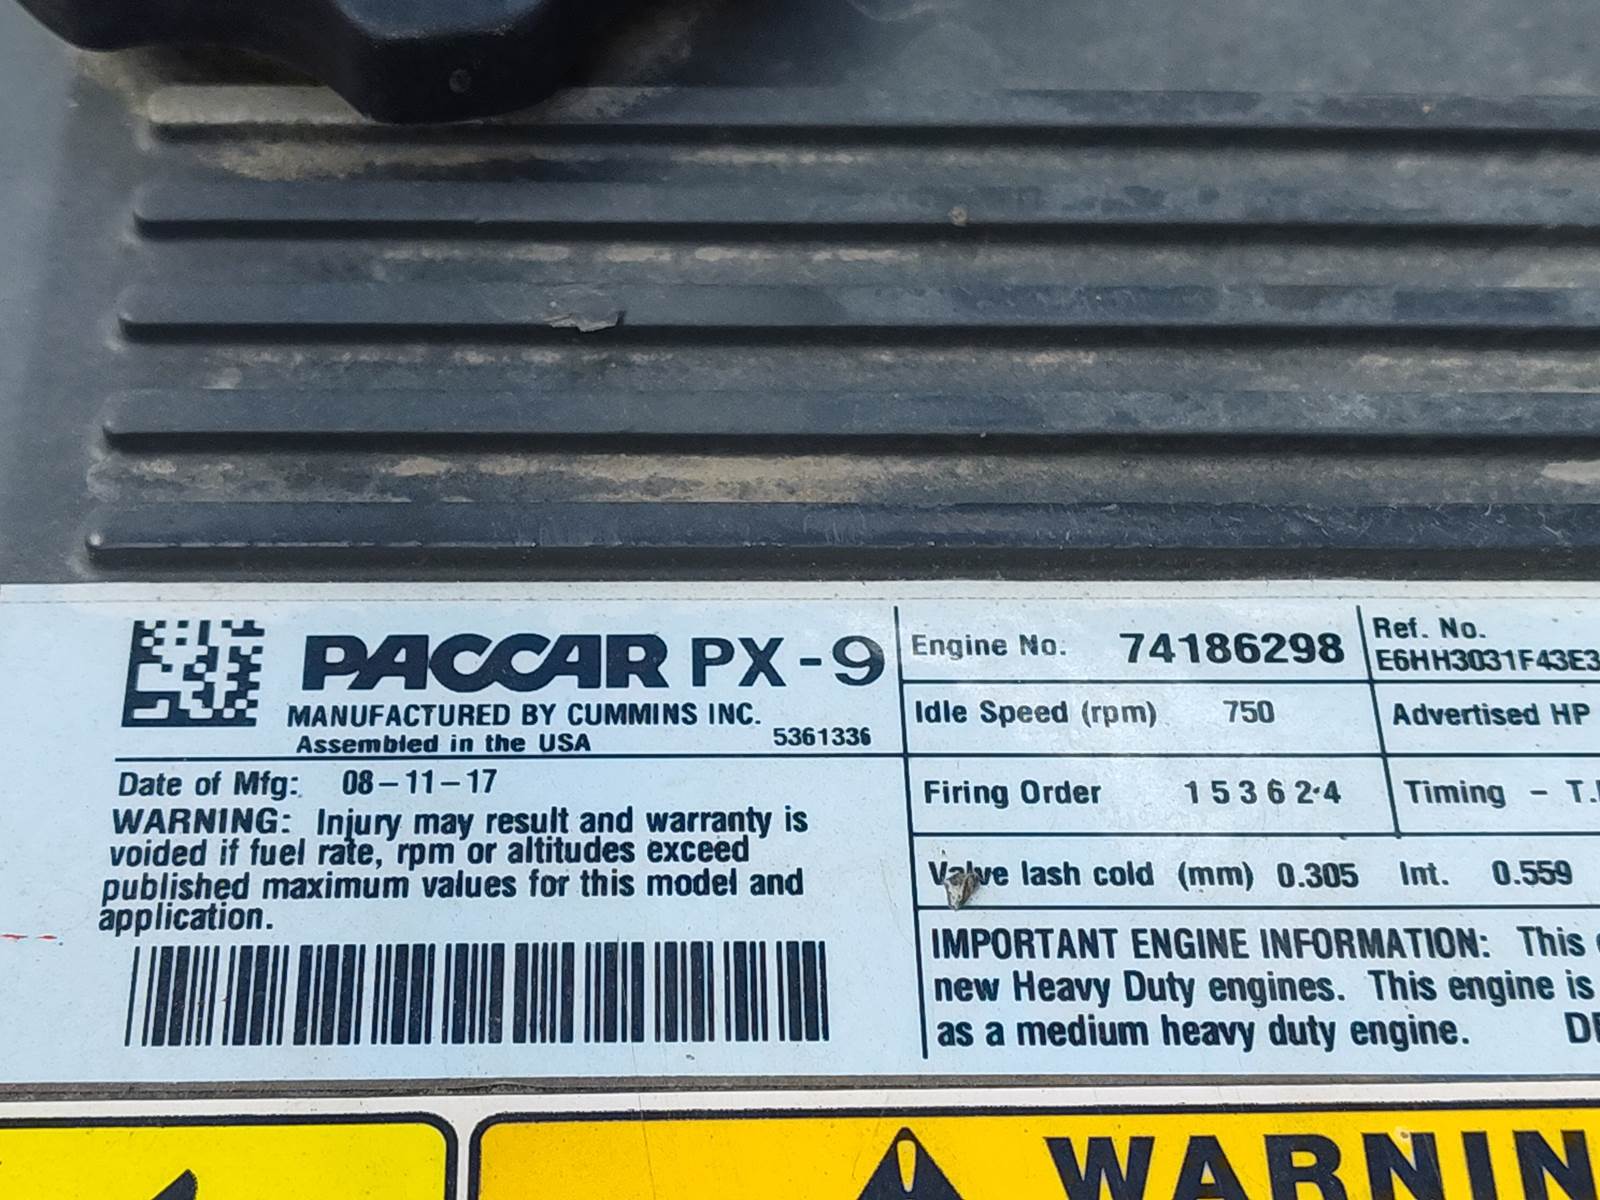 PACCAR PX-9
MANUFACTURED BY CUMMINS INC.
Assembled in the USA 5361336
Date of Mfg: 08-11-17
WARNING: Injury may result and warranty is
voided if fuel rate, rpm or altitudes exceed
published maximum values for this model and
application.
Engine No. 74186298
Ref. No.
E6HH3031F43E3
Idle Speed (rpm) 750
Advertised HP
Firing Order 1 5 3 6 2 4
Timing -
Valve lash cold (mm) 0.305 Int. 0.559
IMPORTANT ENGINE INFORMATION: This
new Heavy Duty engines. This engine is
as a medium heavy duty engine.